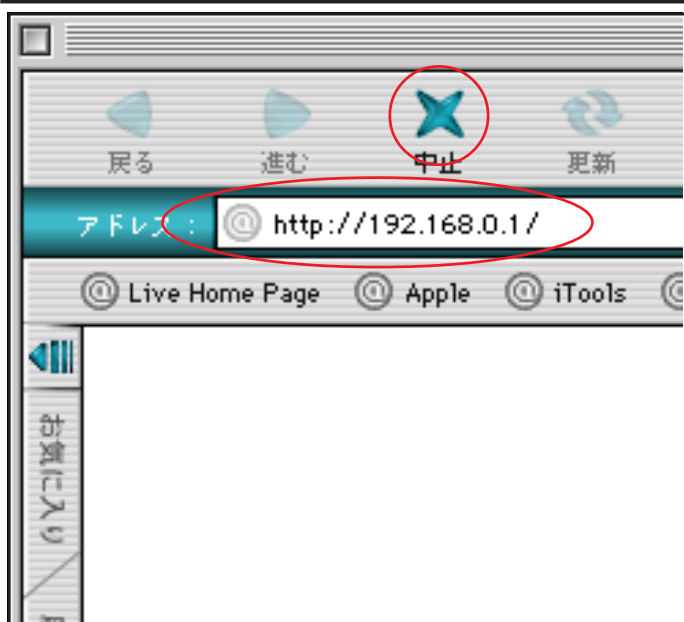 戻る 進む 中止 更新
アドレス： http://192.168.0.1/
Live Home Page Apple iTools
お気に入り